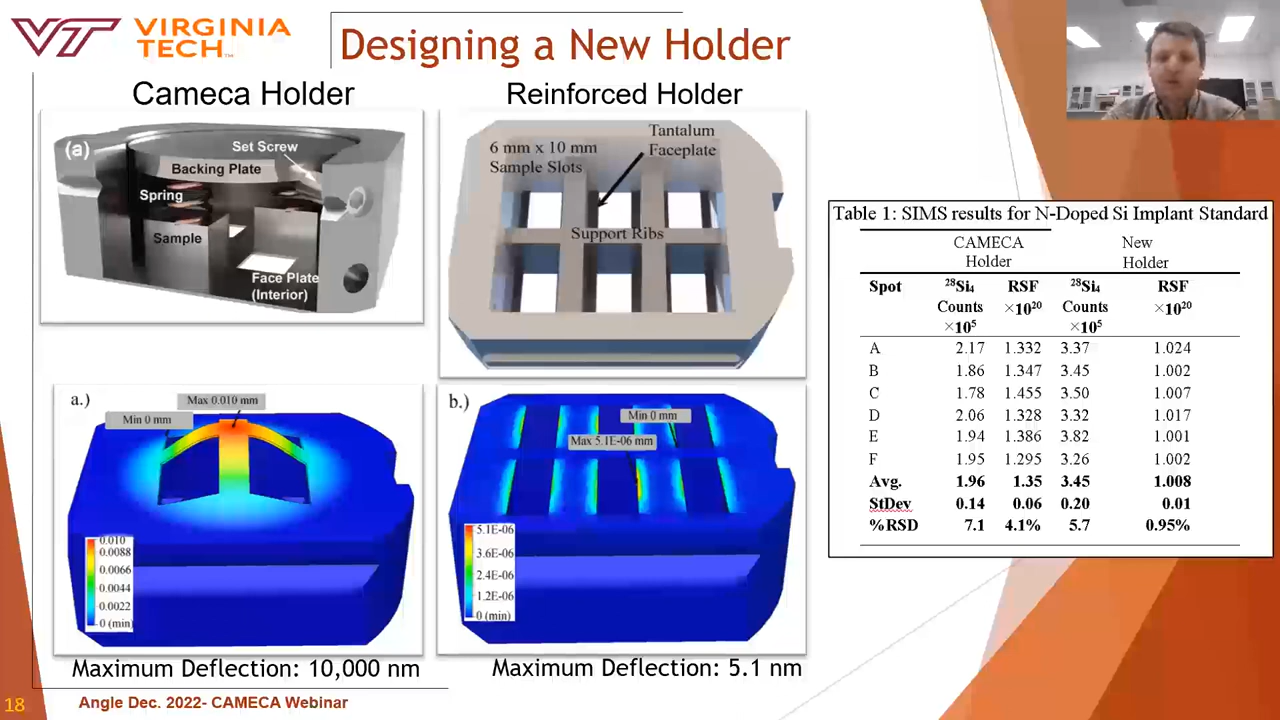 VT VIRGINIA
TECH™
Designing a New Holder
Cameca Holder
Reinforced Holder
(a)
Set Screw
Backing Plate
Spring
Sample
Face Plate
(Interior)
Tantalum
Faceplate
6 mm x 10 mm
Sample Slots
Support Ribs
a.)
Max 0.010 mm
Min 0 mm
0.010
0.0088
0.0066
0.0044
0.0022
0 (min)
Maximum Deflection: 10,000 nm
b.)
Min 0 mm
Max 5.1E-06 mm
5.1E-06
3.6E-06
2.4E-06
1.2E-06
0 (min)
Maximum Deflection: 5.1 nm
Table 1: SIMS results for N-Doped Si Implant Standard
CAMECA Holder New Holder
Spot ²⁸Si₄ Counts ×10⁵ RSF ×10²⁰ ²⁸Si₄ Counts ×10⁵ RSF ×10²⁰
A 2.17 1.332 3.37 1.024
B 1.86 1.347 3.45 1.002
C 1.78 1.455 3.50 1.007
D 2.06 1.328 3.32 1.017
E 1.94 1.386 3.82 1.001
F 1.95 1.295 3.26 1.002
Avg. 1.96 1.35 3.45 1.008
StDev 0.14 0.06 0.20 0.01
%RSD 7.1 4.1% 5.7 0.95%
18
Angle Dec. 2022- CAMECA Webinar